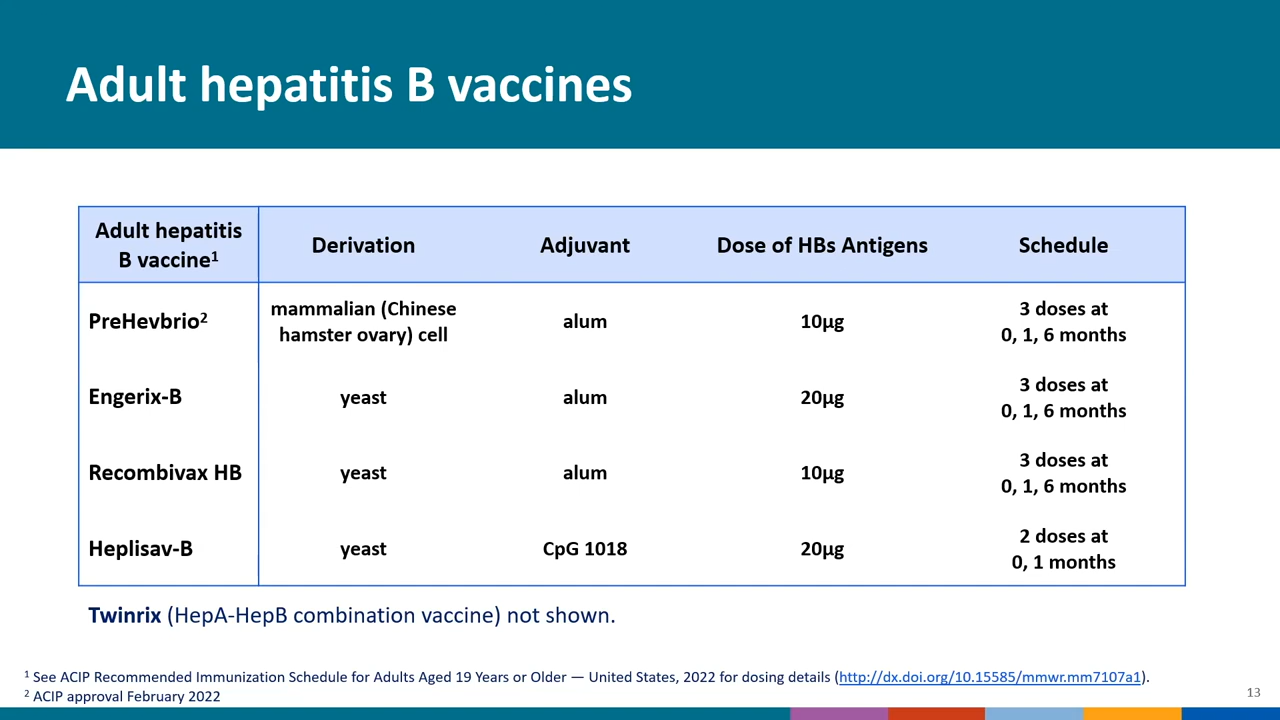 Adult hepatitis B vaccines
Adult hepatitis
B vaccine¹
Derivation
Adjuvant
Dose of HBs Antigens
Schedule
PreHevbrio²
mammalian (Chinese
hamster ovary) cell
alum
10µg
3 doses at
0, 1, 6 months
Engerix-B
yeast
alum
20µg
3 doses at
0, 1, 6 months
Recombivax HB
yeast
alum
10µg
3 doses at
0, 1, 6 months
Heplisav-B
yeast
CpG 1018
20µg
2 doses at
0, 1 months
Twinrix (HepA-HepB combination vaccine) not shown.
¹ See ACIP Recommended Immunization Schedule for Adults Aged 19 Years or Older — United States, 2022 for dosing details (http://dx.doi.org/10.15585/mmwr.mm7107a1).
² ACIP approval February 2022
13